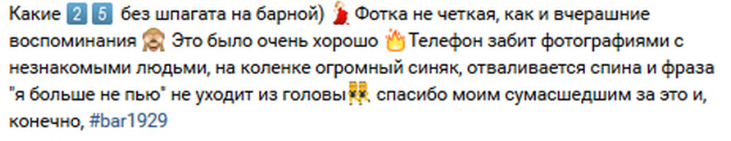 Какие 2️⃣5️⃣ без шпагата на барной) 💃 Фотка не четкая, как и вчерашние
воспоминания 🙈 Это было очень хорошо 🔥Телефон забит фотографиями с
незнакомыми людьми, на коленке огромный синяк, отваливается спина и фраза
"я больше не пью" не уходит из головы👯 спасибо моим сумасшедшим за это и,
конечно, #bar1929